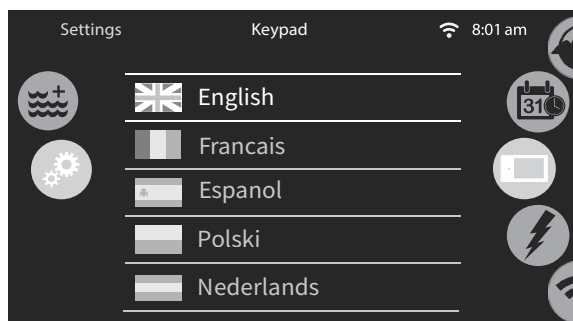 Settings Keypad 8:01 am
English
31
Francais
Espanol
Polski
Nederlands